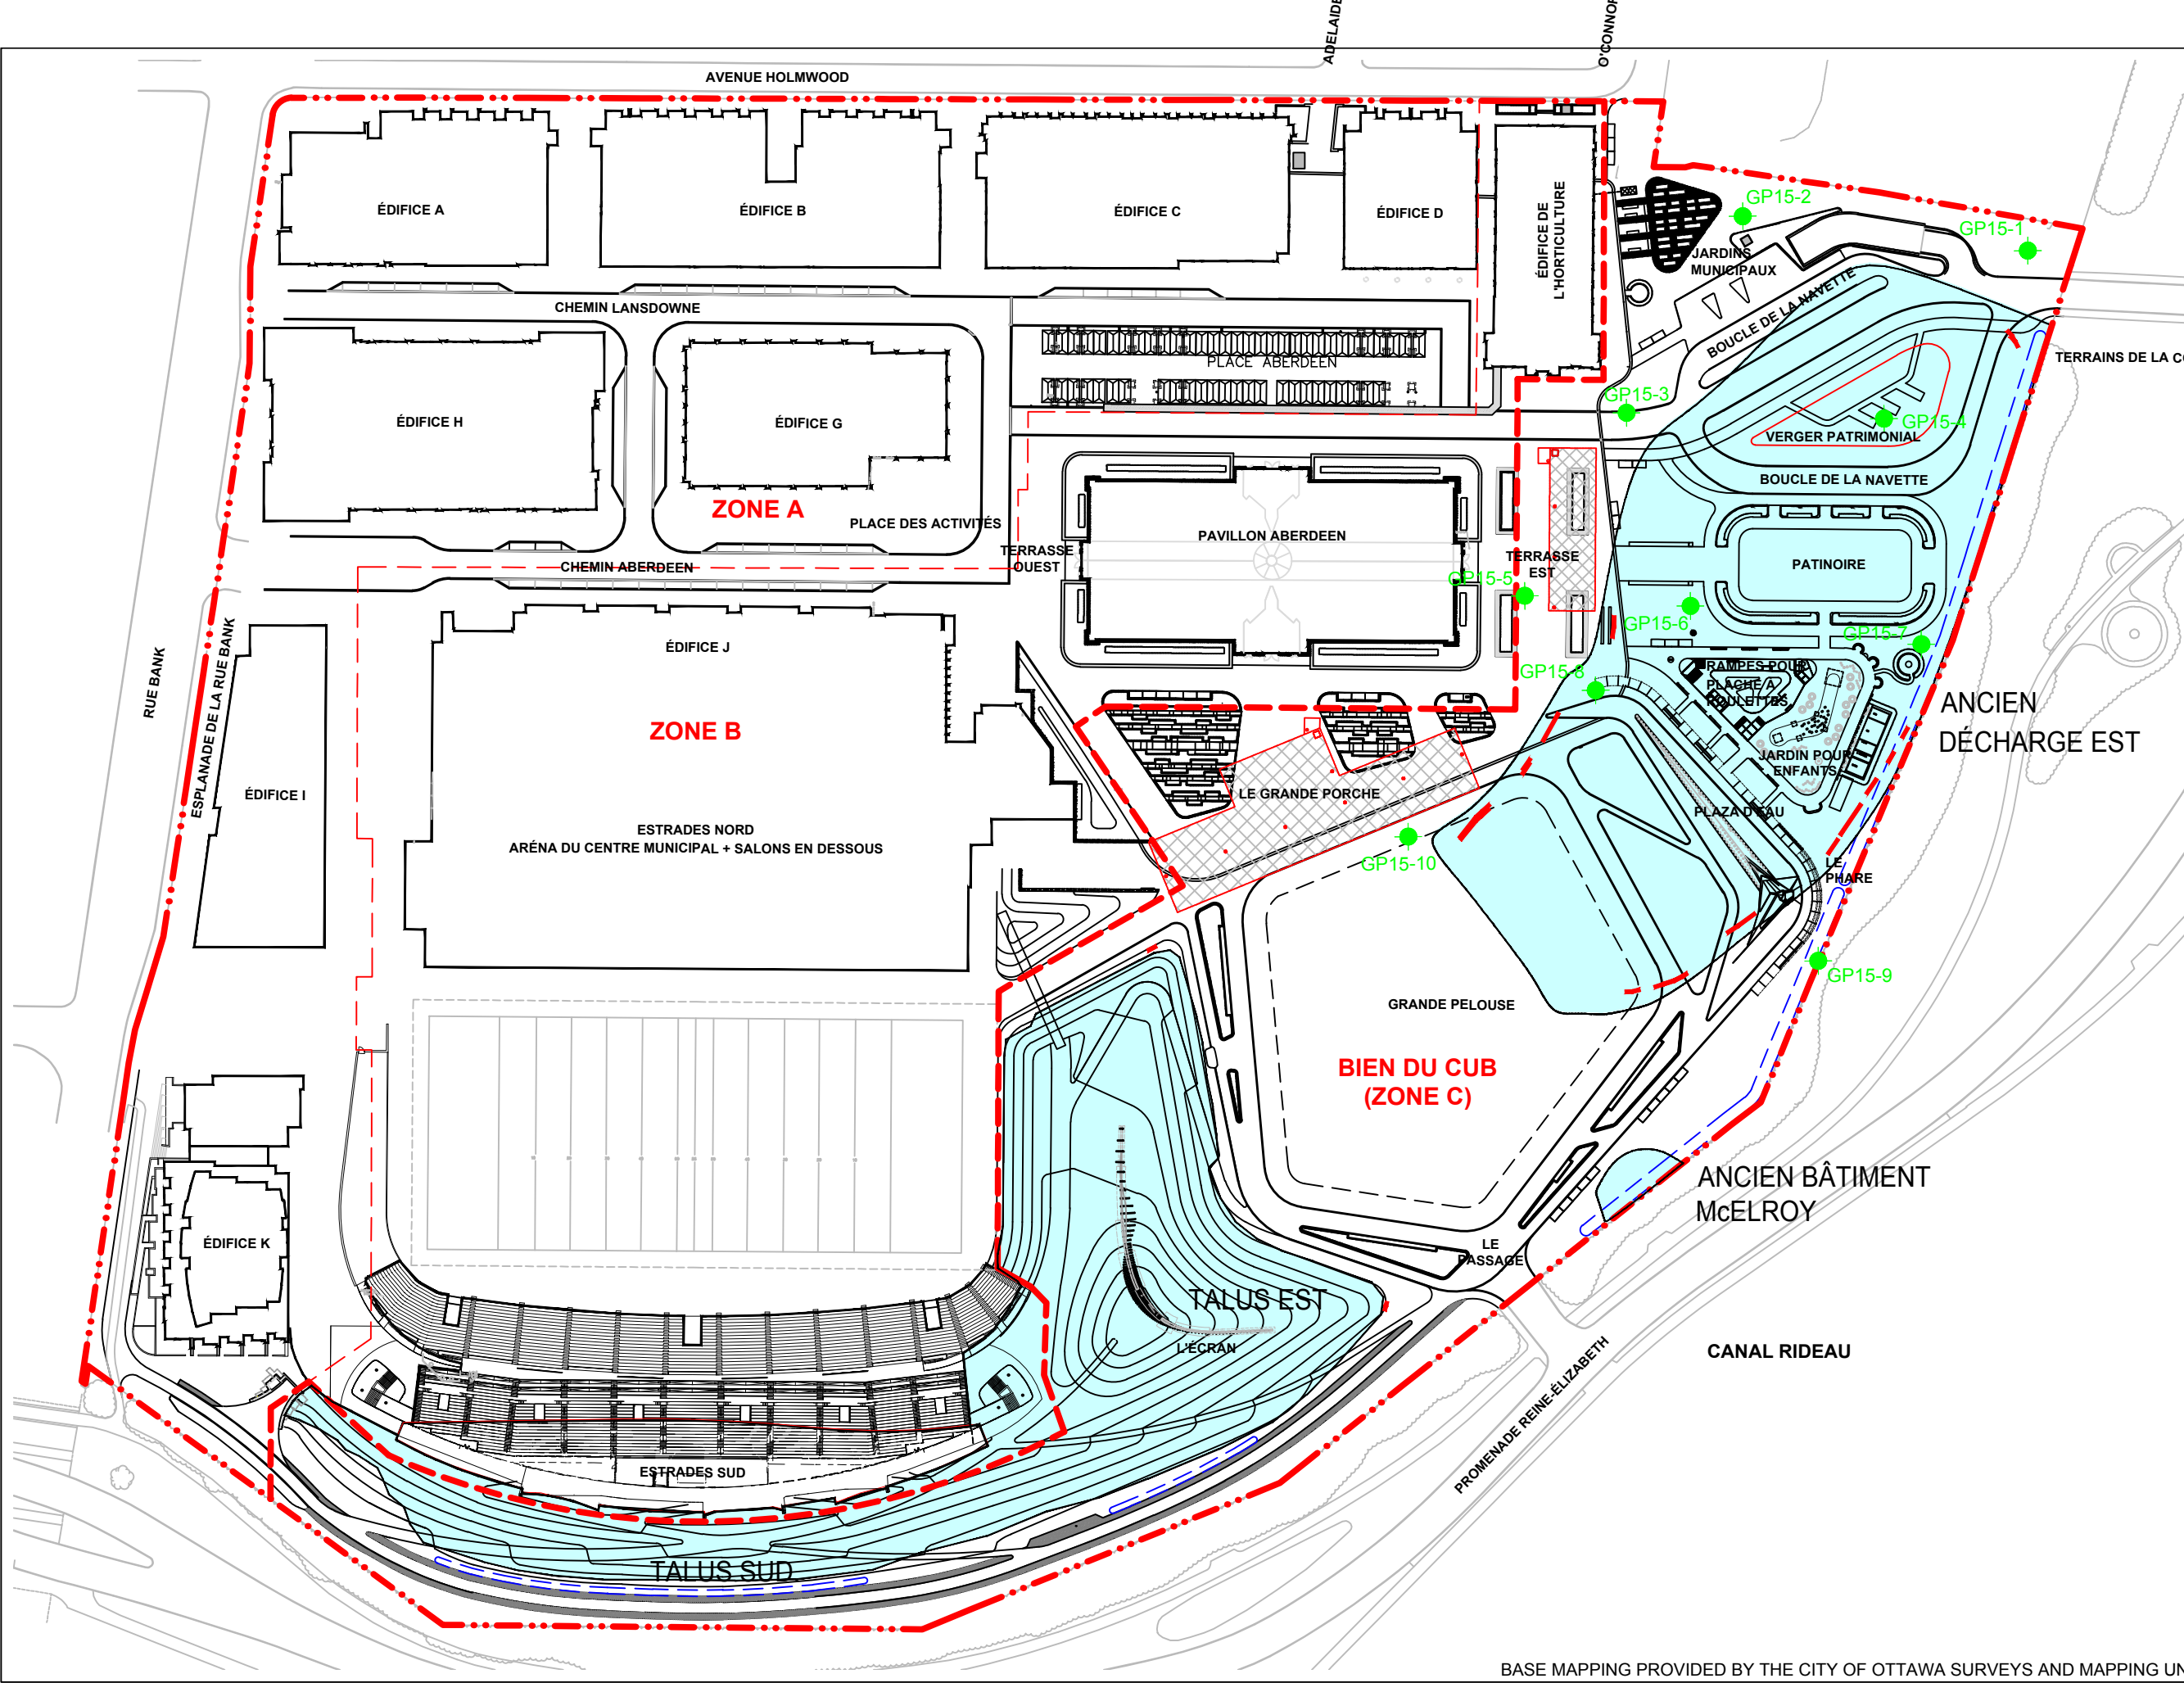 ADELAIDE
AVENUE HOLMWOOD
GP15-2
GP15-1
ÉDIFICE A
ÉDIFICE B
ÉDIFICE C
ÉDIFICE D
ÉDIFICE DE
L'HORTICULTURE
JARDINS
MUNICIPAUX
BOUCLE DE LA NAVETTE
CHEMIN LANSDOWNE
PLACE ABERDEEN
TERRAINS DE LA
GP15-3
GP15-4
ÉDIFICE H
ÉDIFICE G
VERGER PATRIMONIAL
BOUCLE DE LA NAVETTE
ZONE A
PLACE DES ACTIVITÉS
PAVILLON ABERDEEN
TERRASSE
OUEST
TERRASSE
EST
PATINOIRE
CHEMIN ABERDEEN
GP15-5
GP15-6
GP15-7
RUE BANK
ESPLANADE DE LA RUE BANK
ÉDIFICE J
GP15-8
RAMPES POUR
PLACHE À
ROULETTES
ANCIEN
DÉCHARGE EST
ZONE B
JARDIN POUR
ENFANTS
ÉDIFICE I
LE GRANDE PORCHE
PLAZA D'EAU
ESTRADES NORD
ARÉNA DU CENTRE MUNICIPAL + SALONS EN DESSOUS
GP15-10
LE
PHARE
GP15-9
GRANDE PELOUSE
BIEN DU CUB
(ZONE C)
ANCIEN BÂTIMENT
McELROY
ÉDIFICE K
LE
PASSAGE
TALUS EST
L'ÉCRAN
CANAL RIDEAU
PROMENADE REINE-ÉLIZABETH
ESTRADES SUD
TALUS SUD
BASE MAPPING PROVIDED BY THE CITY OF OTTAWA SURVEYS AND MAPPING